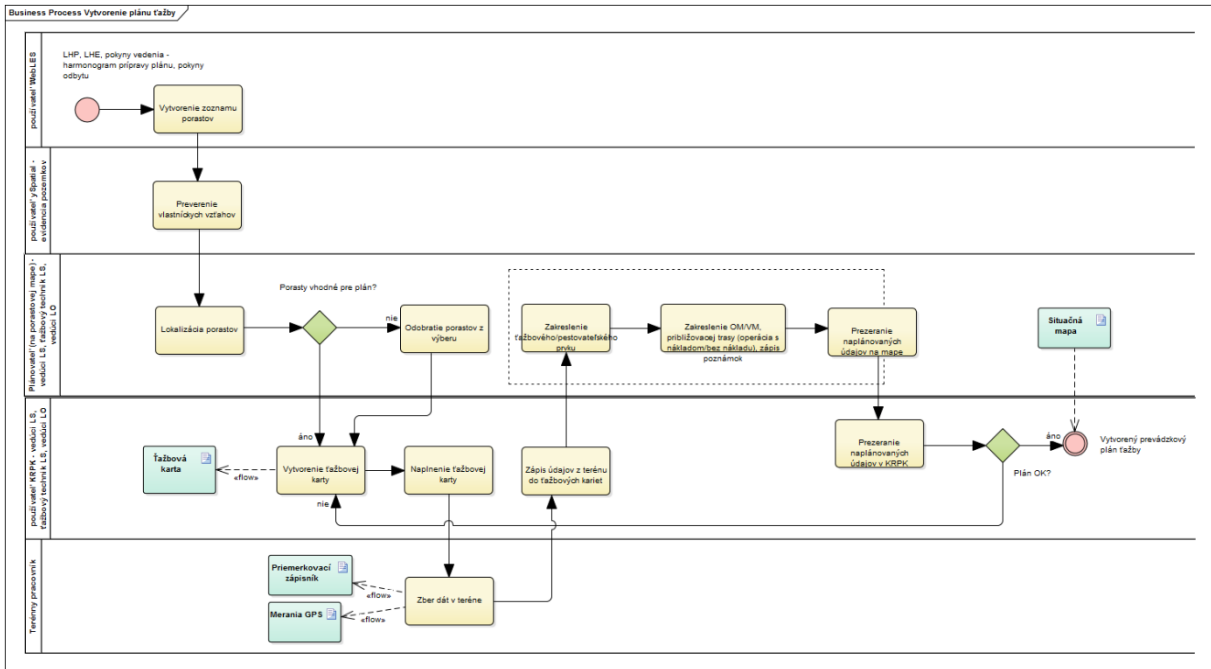 Business Process Vytvorenie plánu ťažby
používateľ WebLES
LHP, LHE, pokyny vedenia -
harmonogram prípravy plánu, pokyny
odbytu
Vytvorenie zoznamu
porastov
používateľ ySpatial -
evidencia pozemkov
Preverenie
vlastníckych vzťahov
Plánovateľ (na porastovej mape) -
vedúci LS, ťažbový technik LS,
vedúci LO
Lokalizácia porastov
Porasty vhodné pre plán?
nie
Odobratie porastov z
výberu
Zakreslenie
ťažbového/pestovateľského
prvku
Zakreslenie OM/VM,
približovacej trasy (operácia s
nákladom/bez nákladu), zápis
poznámok
Prezeranie
naplánovaných
údajov na mape
Situačná
mapa
používateľ KRPK - vedúci LS,
ťažbový technik LS, vedúci LO
áno
Ťažbová
karta
«flow»
Vytvorenie ťažbovej
karty
nie
Naplnenie ťažbovej
karty
Zápis údajov z terénu
do ťažbových kariet
Prezeranie
naplánovaných
údajov v KRPK
áno
Plán OK?
Vytvorený prevádzkový
plán ťažby
Terénny pracovník
Priemerkovací
zápisník
«flow»
Merania GPS
«flow»
Zber dát v teréne